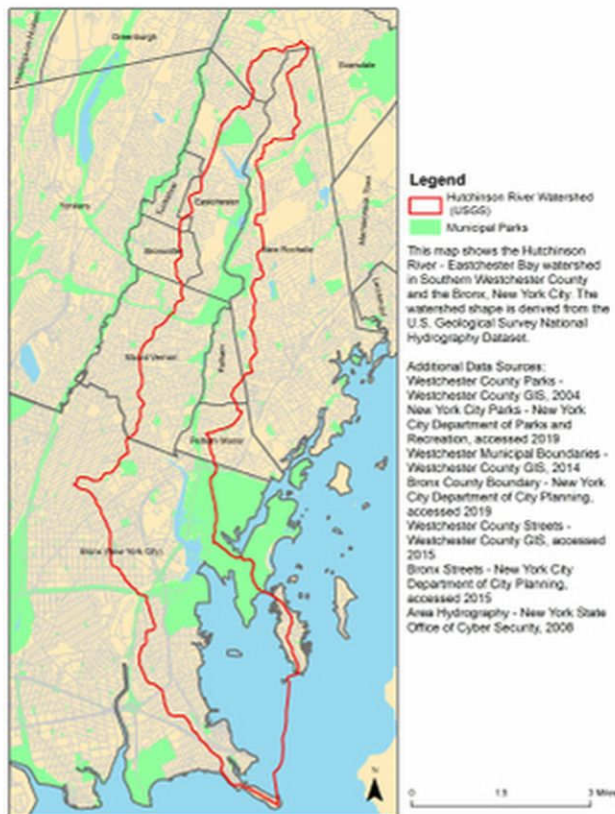 Greenburgh
Scarsdale
Yonkers
Tuckahoe
Eastchester
Mamaroneck Town
Bronxville
New Rochelle
Larchmont
Mount Vernon
Pelham
Pelham Manor
Bronx (New York City)
N
Legend
Hutchinson River Watershed
(USGS)
Municipal Parks
This map shows the Hutchinson
River - Eastchester Bay watershed
in Southern Westchester County
and the Bronx, New York City. The
watershed shape is derived from the
U.S. Geological Survey National
Hydrography Dataset.
Additional Data Sources:
Westchester County Parks -
Westchester County GIS, 2004
New York City Parks - New York
City Department of Parks and
Recreation, accessed 2019
Westchester Municipal Boundaries -
Westchester County GIS, 2014
Bronx County Boundary - New York
City Department of City Planning,
accessed 2019
Westchester County Streets -
Westchester County GIS, accessed
2015
Bronx Streets - New York City
Department of City Planning,
accessed 2015
Area Hydrography - New York State
Office of Cyber Security, 2008
0 1.5 3 Miles